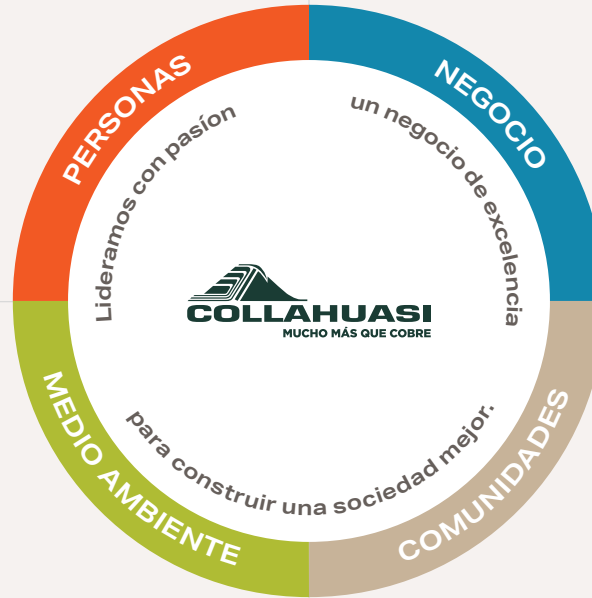 PERSONAS
NEGOCIO
Lideramos con pasíon
un negocio de excelencia
COLLAHUASI
MUCHO MÁS QUE COBRE
para construir una sociedad mejor.
MEDIO AMBIENTE
COMUNIDADES